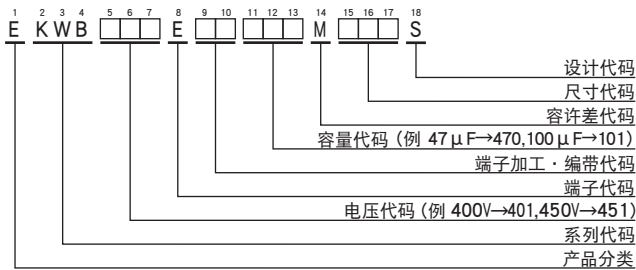 1 2 3 4 5 6 7 8 9 10 11 12 13 14 15 16 17 18
E KWB □□□ E □□ □□□ M □□□ S
设计代码
尺寸代码
容许差代码
容量代码（例 47μF→470,100μF→101）
端子加工・编带代码
端子代码
电压代码（例 400V→401,450V→451）
系列代码
产品分类